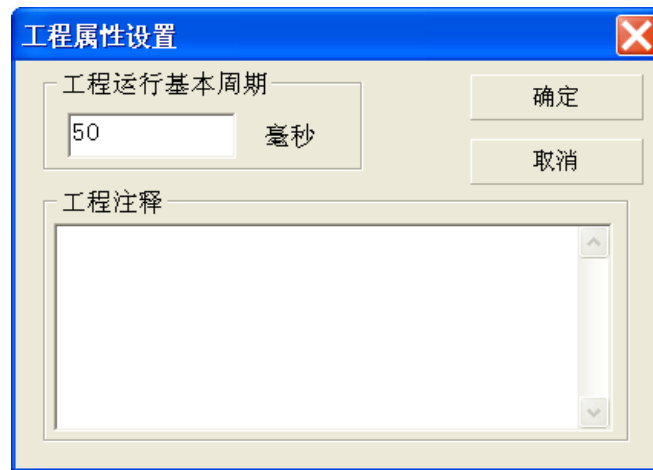 工程属性设置
工程运行基本周期
确定
50 毫秒
取消
工程注释